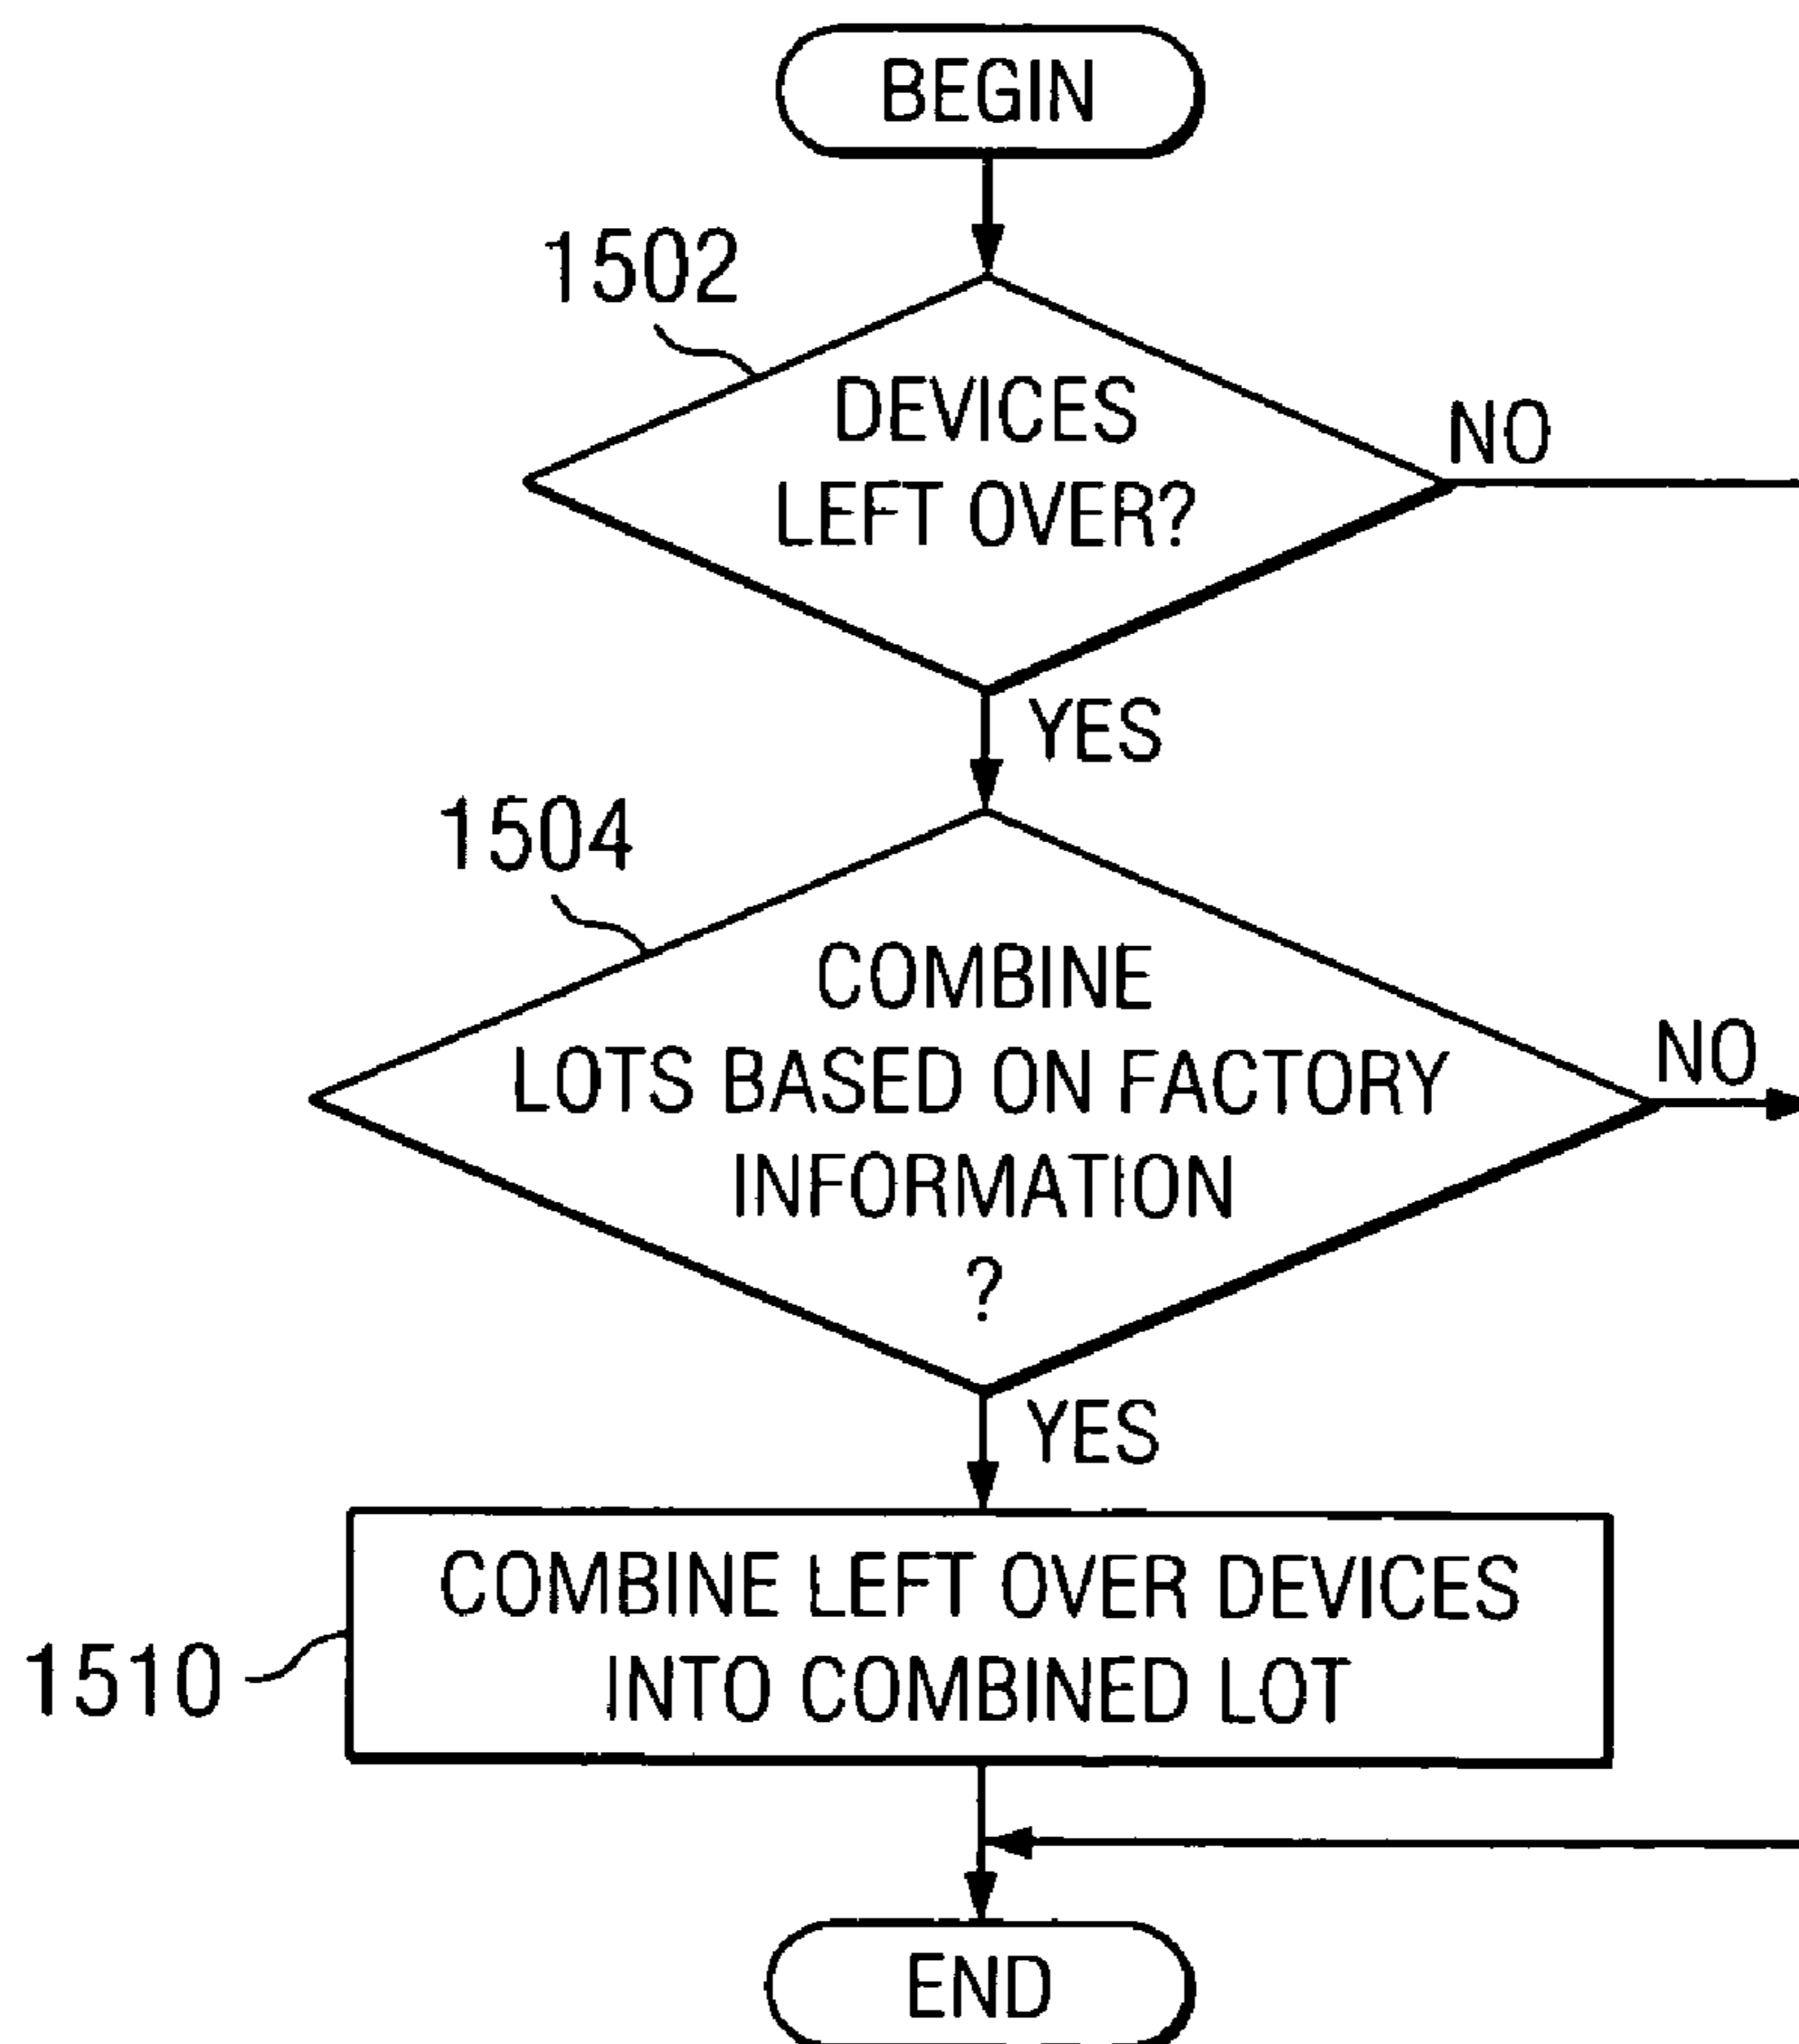 BEGIN
1502
DEVICES
LEFT OVER?
NO
YES
1504
COMBINE
LOTS BASED ON FACTORY
INFORMATION
?
NO
YES
1510
COMBINE LEFT OVER DEVICES
INTO COMBINED LOT
END